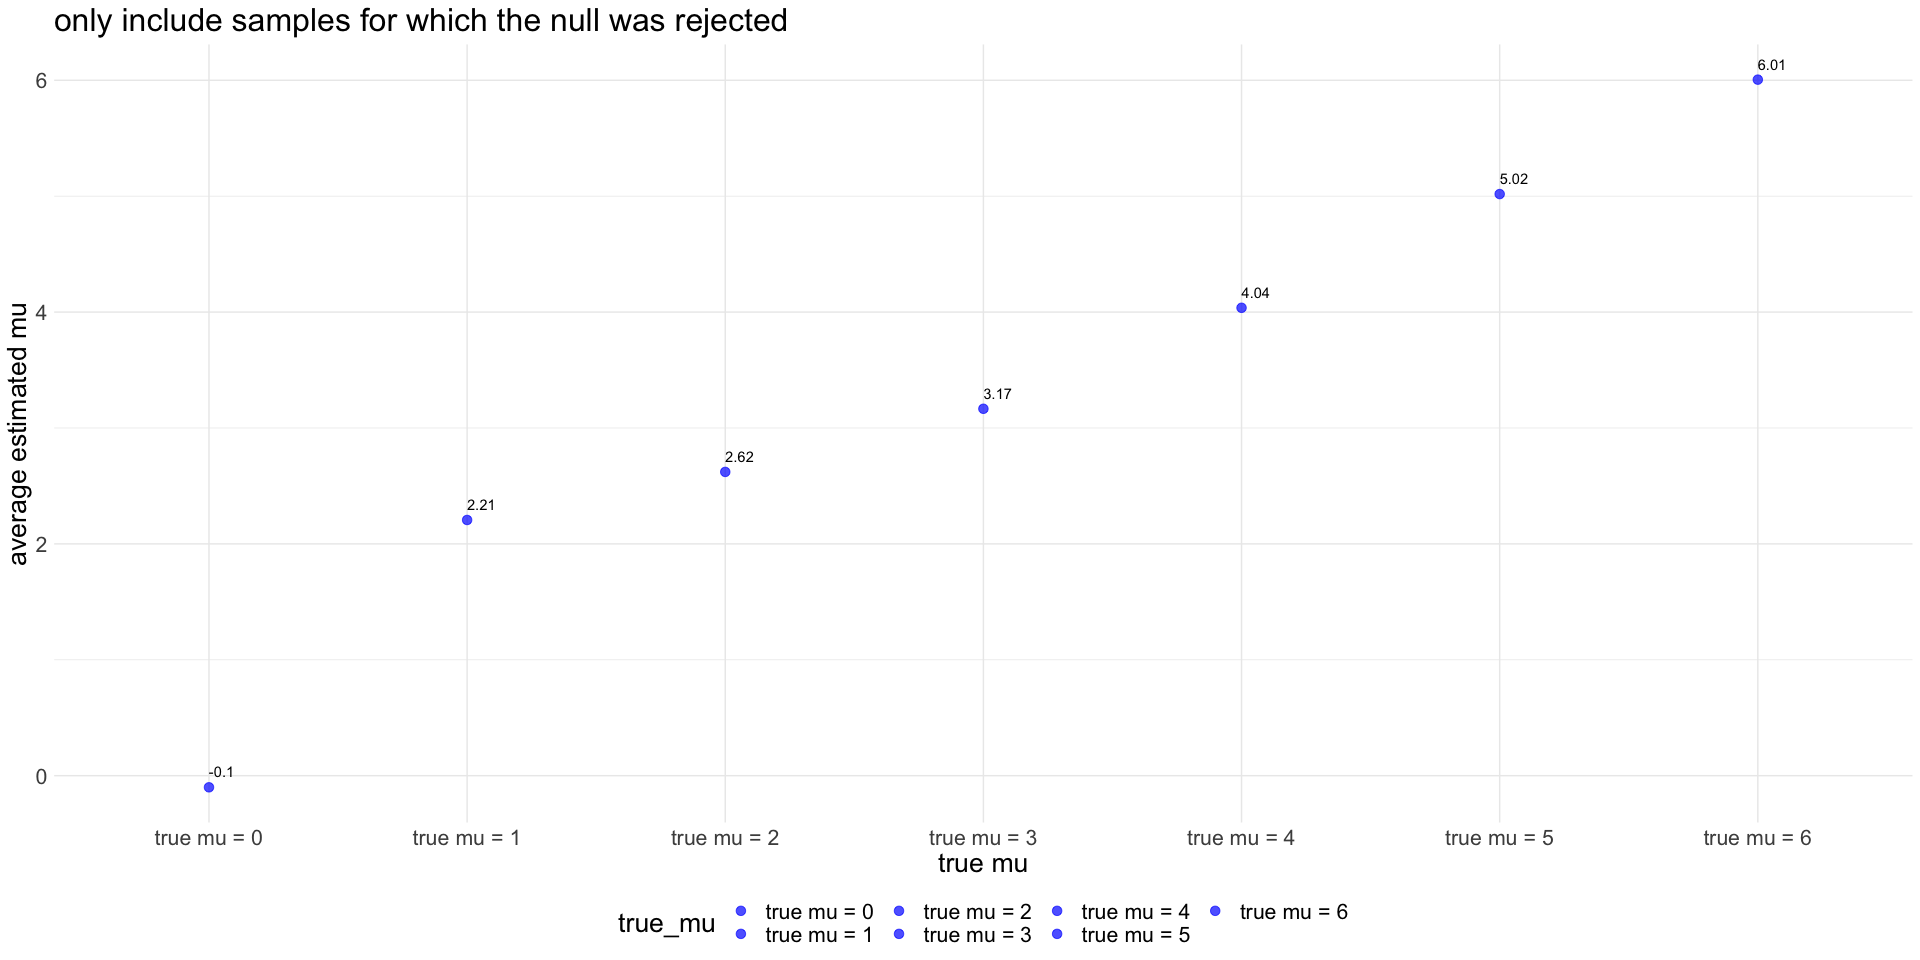 only include samples for which the null was rejected
average estimated mu
6
4
2
0
6.01
5.02
4.04
3.17
2.62
2.21
-0.1
true mu = 0 true mu = 1 true mu = 2 true mu = 3 true mu = 4 true mu = 5 true mu = 6
true mu
true_mu
true mu = 0 true mu = 2 true mu = 4 true mu = 6
true mu = 1 true mu = 3 true mu = 5